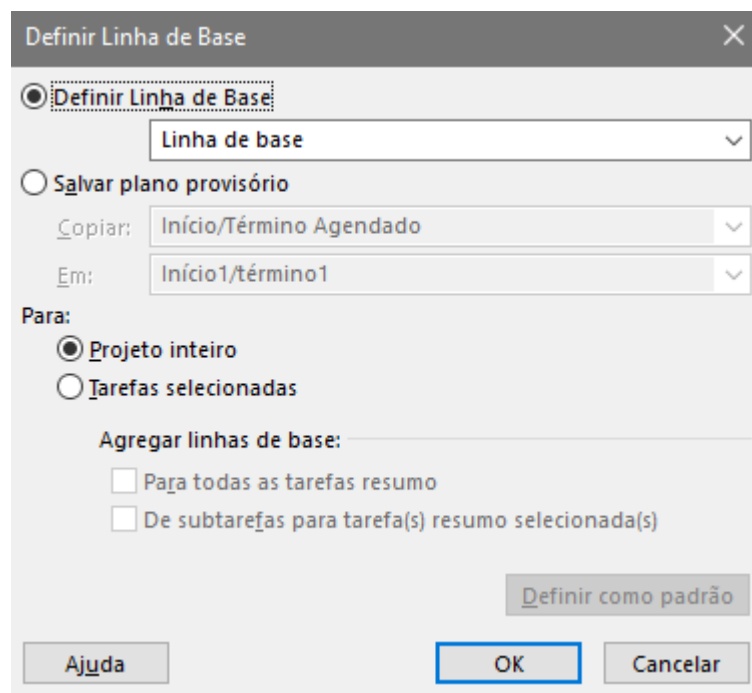 Definir Linha de Base
Definir Linha de Base
Linha de base
Salvar plano provisório
Copiar: Início/Término Agendado
Em: Início1/término1
Para:
Projeto inteiro
Tarefas selecionadas
Agregar linhas de base:
Para todas as tarefas resumo
De subtarefas para tarefa(s) resumo selecionada(s)
Definir como padrão
Ajuda OK Cancelar